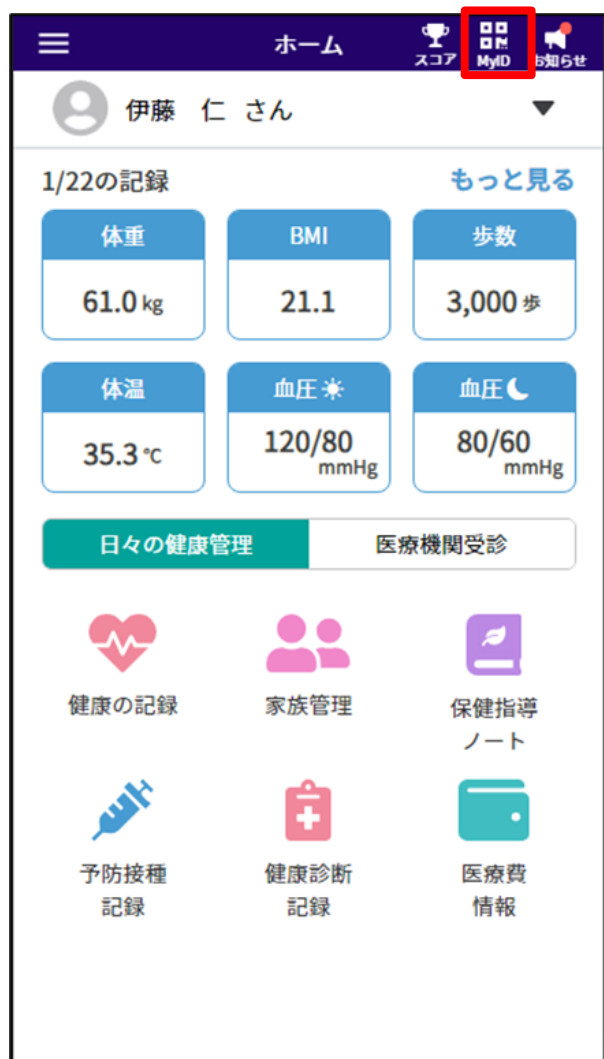 ホーム
スコア
MyID
お知らせ
伊藤 仁 さん
1/22の記録
もっと見る
体重
BMI
歩数
61.0 kg
21.1
3,000 歩
体温
血圧
血圧
35.3 ℃
120/80
mmHg
80/60
mmHg
日々の健康管理
医療機関受診
健康の記録
家族管理
保健指導
ノート
予防接種
記録
健康診断
記録
医療費
情報